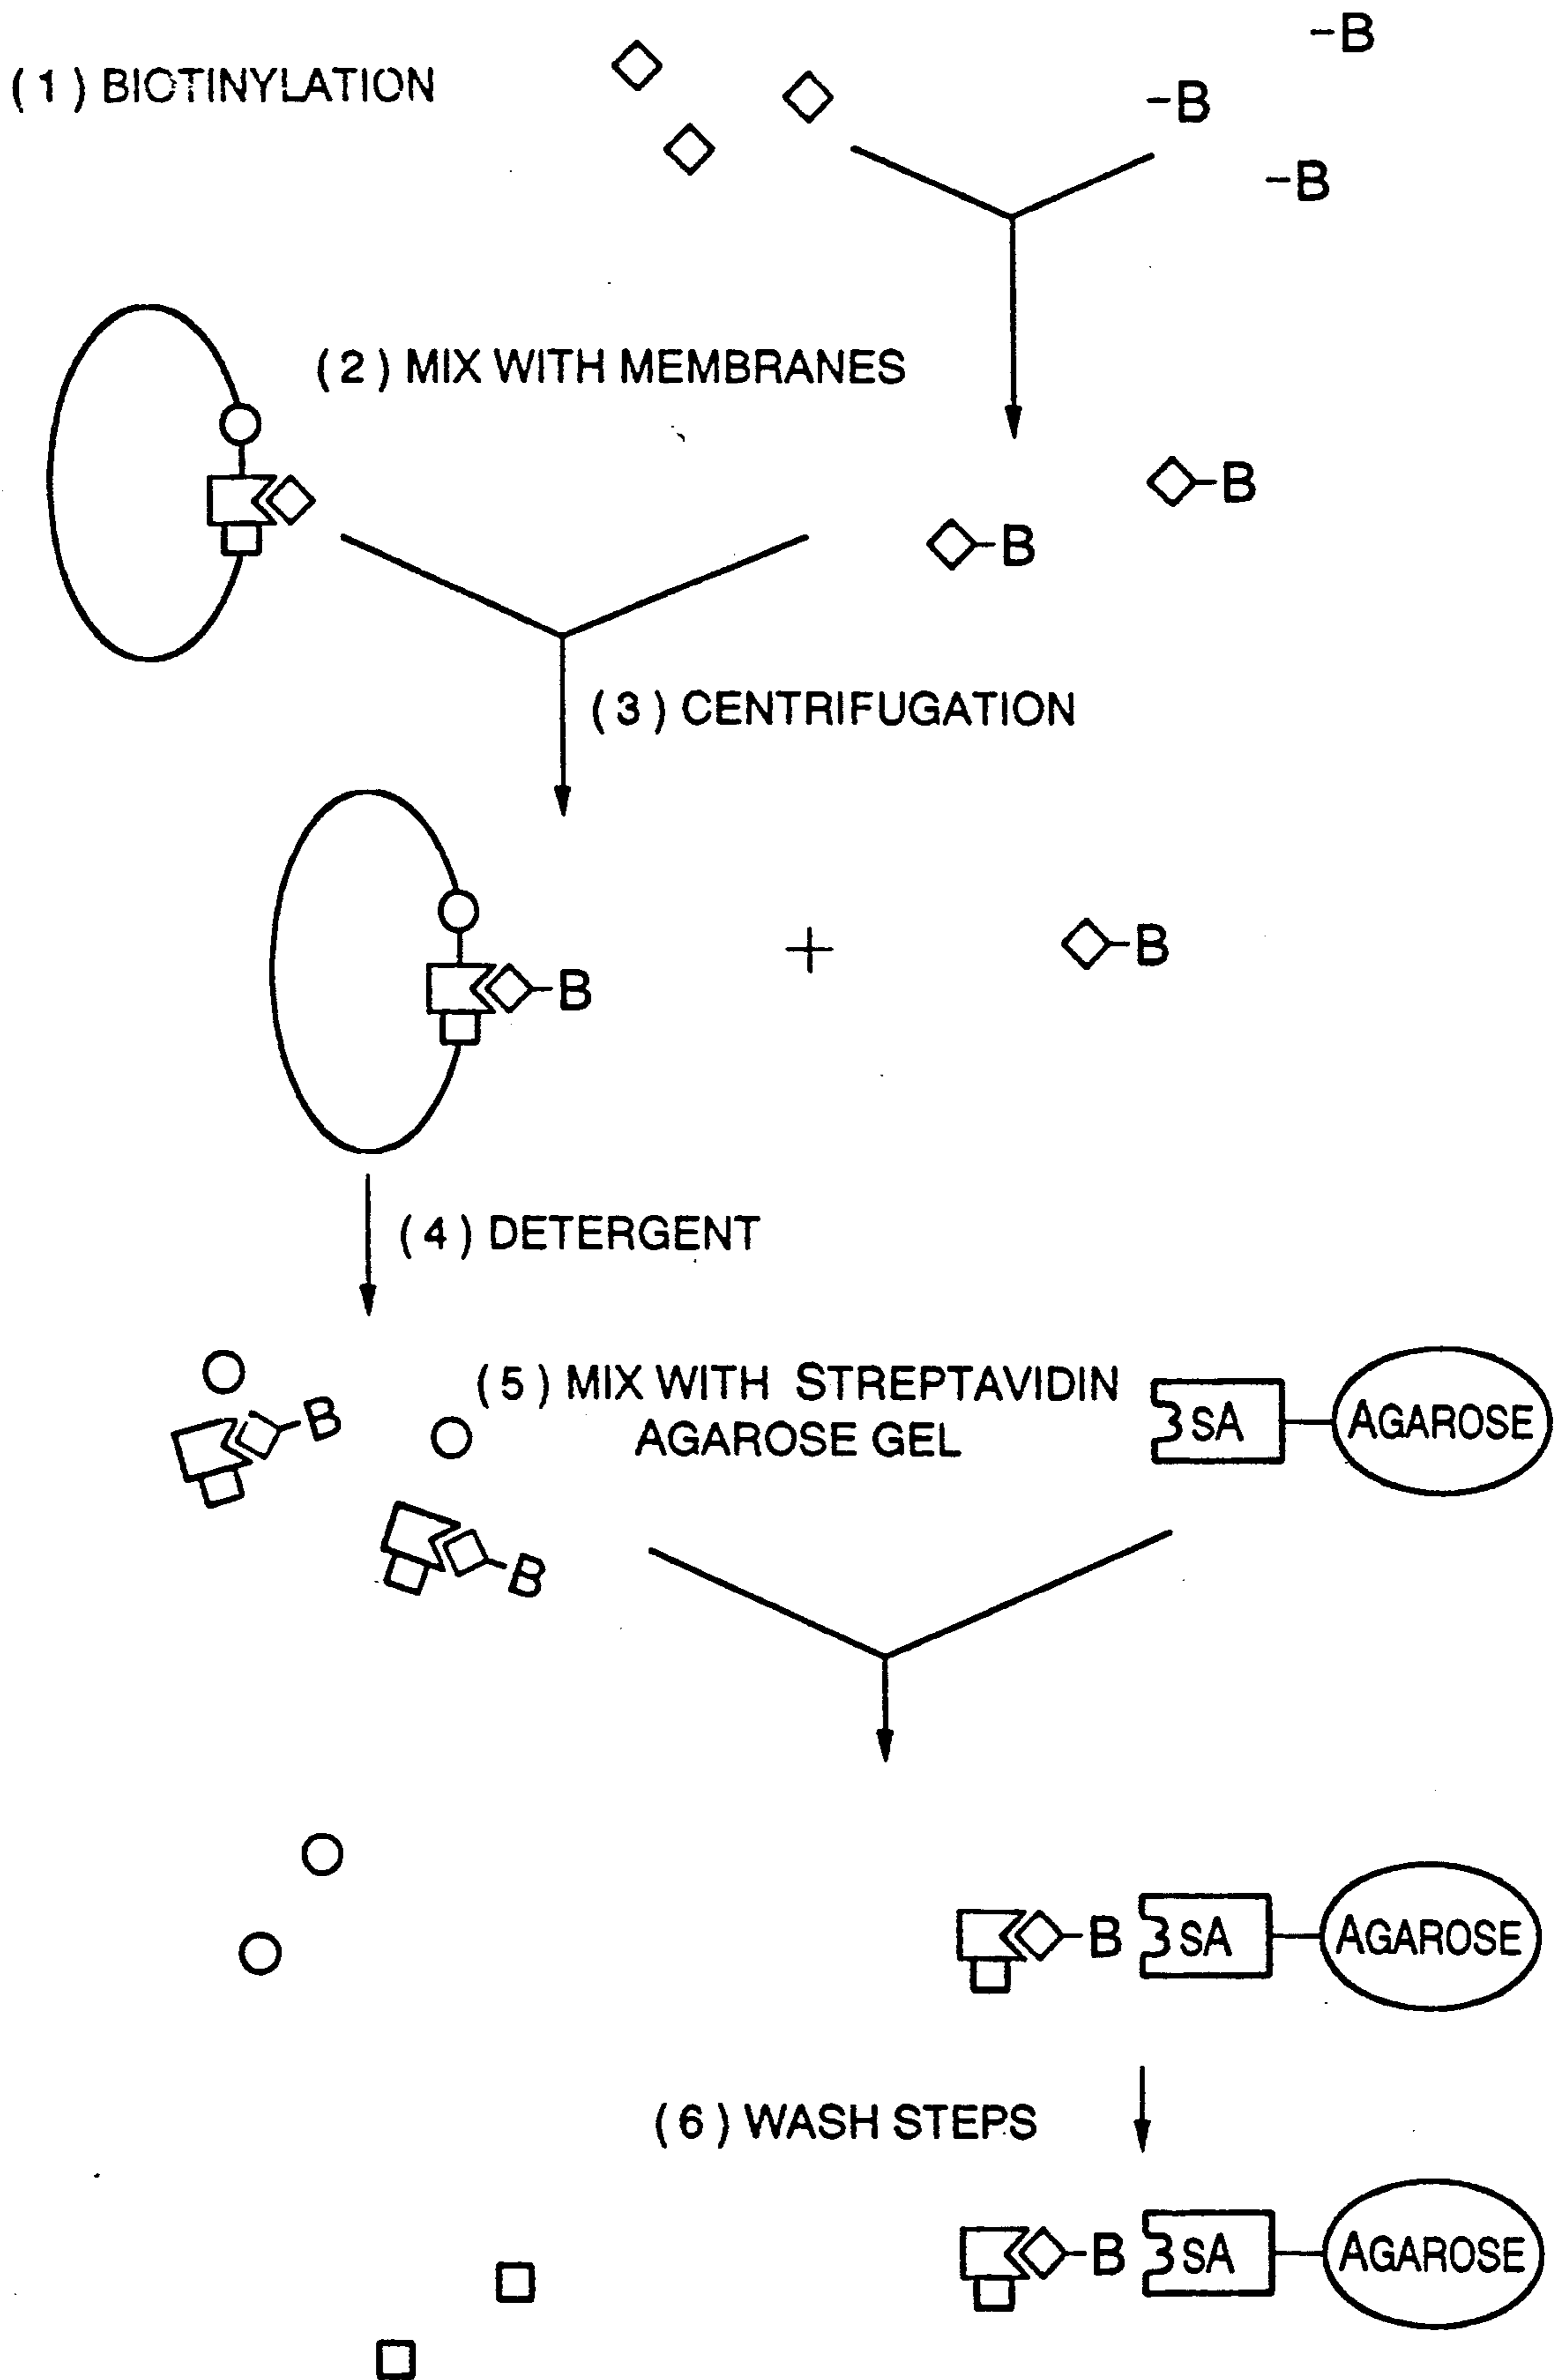 -B
(1) BIOTINYLATION
-B
-B
(2) MIX WITH MEMBRANES
-B
-B
(3) CENTRIFUGATION
+
-B
-B
(4) DETERGENT
(5) MIX WITH STREPTAVIDIN
AGAROSE GEL
sA
AGAROSE
-B
-B
-B
sA
AGAROSE
(6) WASH STEPS
-B
sA
AGAROSE